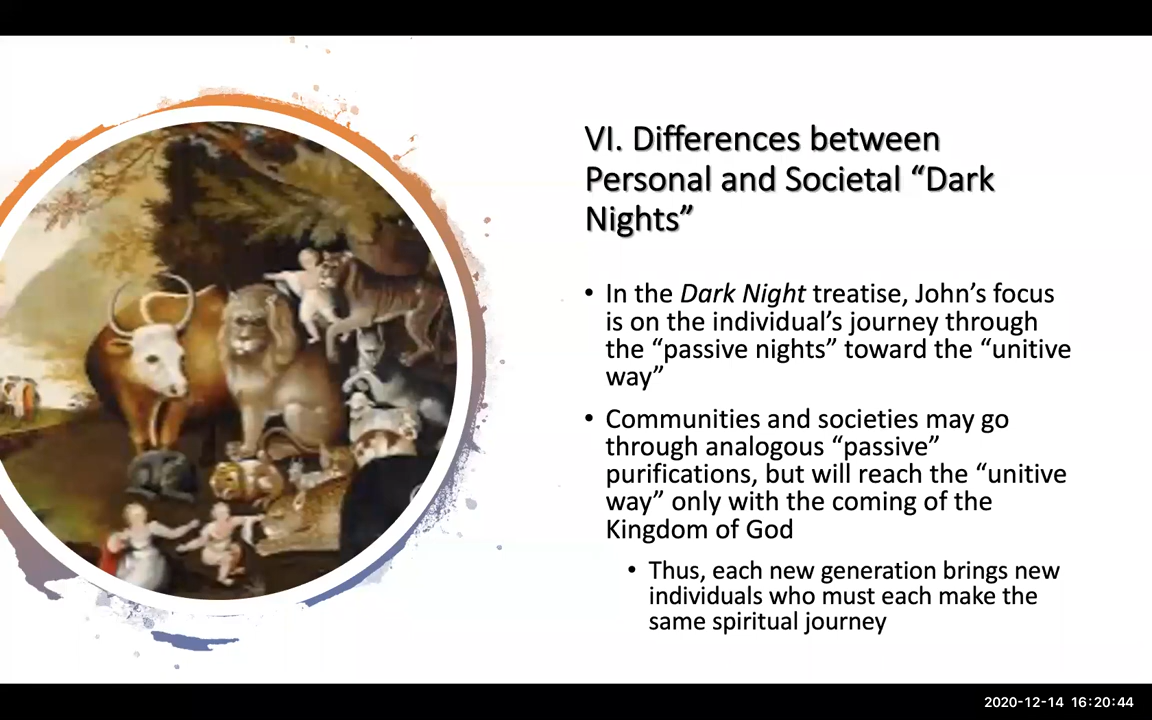 VI. Differences between
Personal and Societal “Dark
Nights”
• In the Dark Night treatise, John’s focus
is on the individual’s journey through
the “passive nights” toward the “unitive
way”
• Communities and societies may go
through analogous “passive”
purifications, but will reach the “unitive
way” only with the coming of the
Kingdom of God
• Thus, each new generation brings new
individuals who must each make the
same spiritual journey
2020-12-14 16:20:44